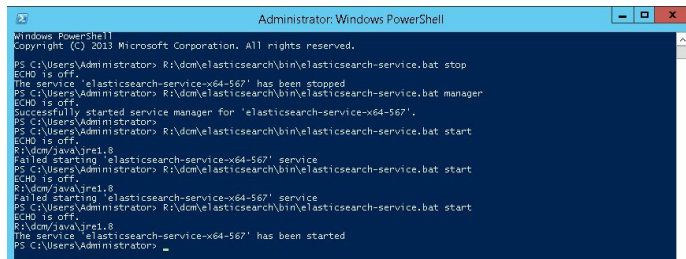 Administrator: Windows PowerShell
Windows PowerShell
Copyright (C) 2013 Microsoft Corporation. All rights reserved.
PS C:\Users\Administrator> R:\dcm\elasticsearch\bin\elasticsearch-service.bat stop
ECHO is off.
The service 'elasticsearch-service-x64-567' has been stopped
PS C:\Users\Administrator> R:\dcm\elasticsearch\bin\elasticsearch-service.bat manager
ECHO is off.
Successfully started service manager for 'elasticsearch-service-x64-567'.
PS C:\Users\Administrator>
PS C:\Users\Administrator> R:\dcm\elasticsearch\bin\elasticsearch-service.bat start
ECHO is off.
R:\dcm/java\jre1.8
Failed starting 'elasticsearch-service-x64-567' service
PS C:\Users\Administrator> R:\dcm\elasticsearch\bin\elasticsearch-service.bat start
ECHO is off.
R:\dcm/java\jre1.8
Failed starting 'elasticsearch-service-x64-567' service
PS C:\Users\Administrator> R:\dcm\elasticsearch\bin\elasticsearch-service.bat start
ECHO is off.
R:\dcm/java\jre1.8
The service 'elasticsearch-service-x64-567' has been started
PS C:\Users\Administrator> _